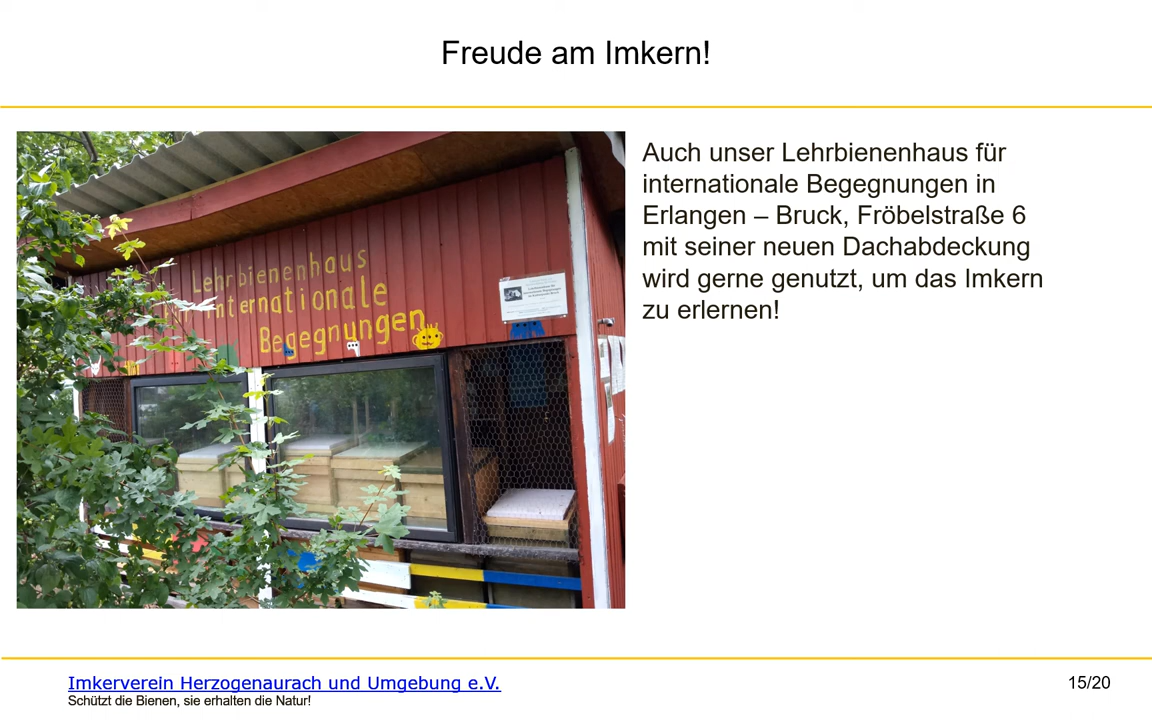 Freude am Imkern!
Lehrbienenhaus
internationale
Begegnungen
Auch unser Lehrbienenhaus für
internationale Begegnungen in
Erlangen – Bruck, Fröbelstraße 6
mit seiner neuen Dachabdeckung
wird gerne genutzt, um das Imkern
zu erlernen!
Imkerverein Herzogenaurach und Umgebung e.V.
Schützt die Bienen, sie erhalten die Natur!
15/20